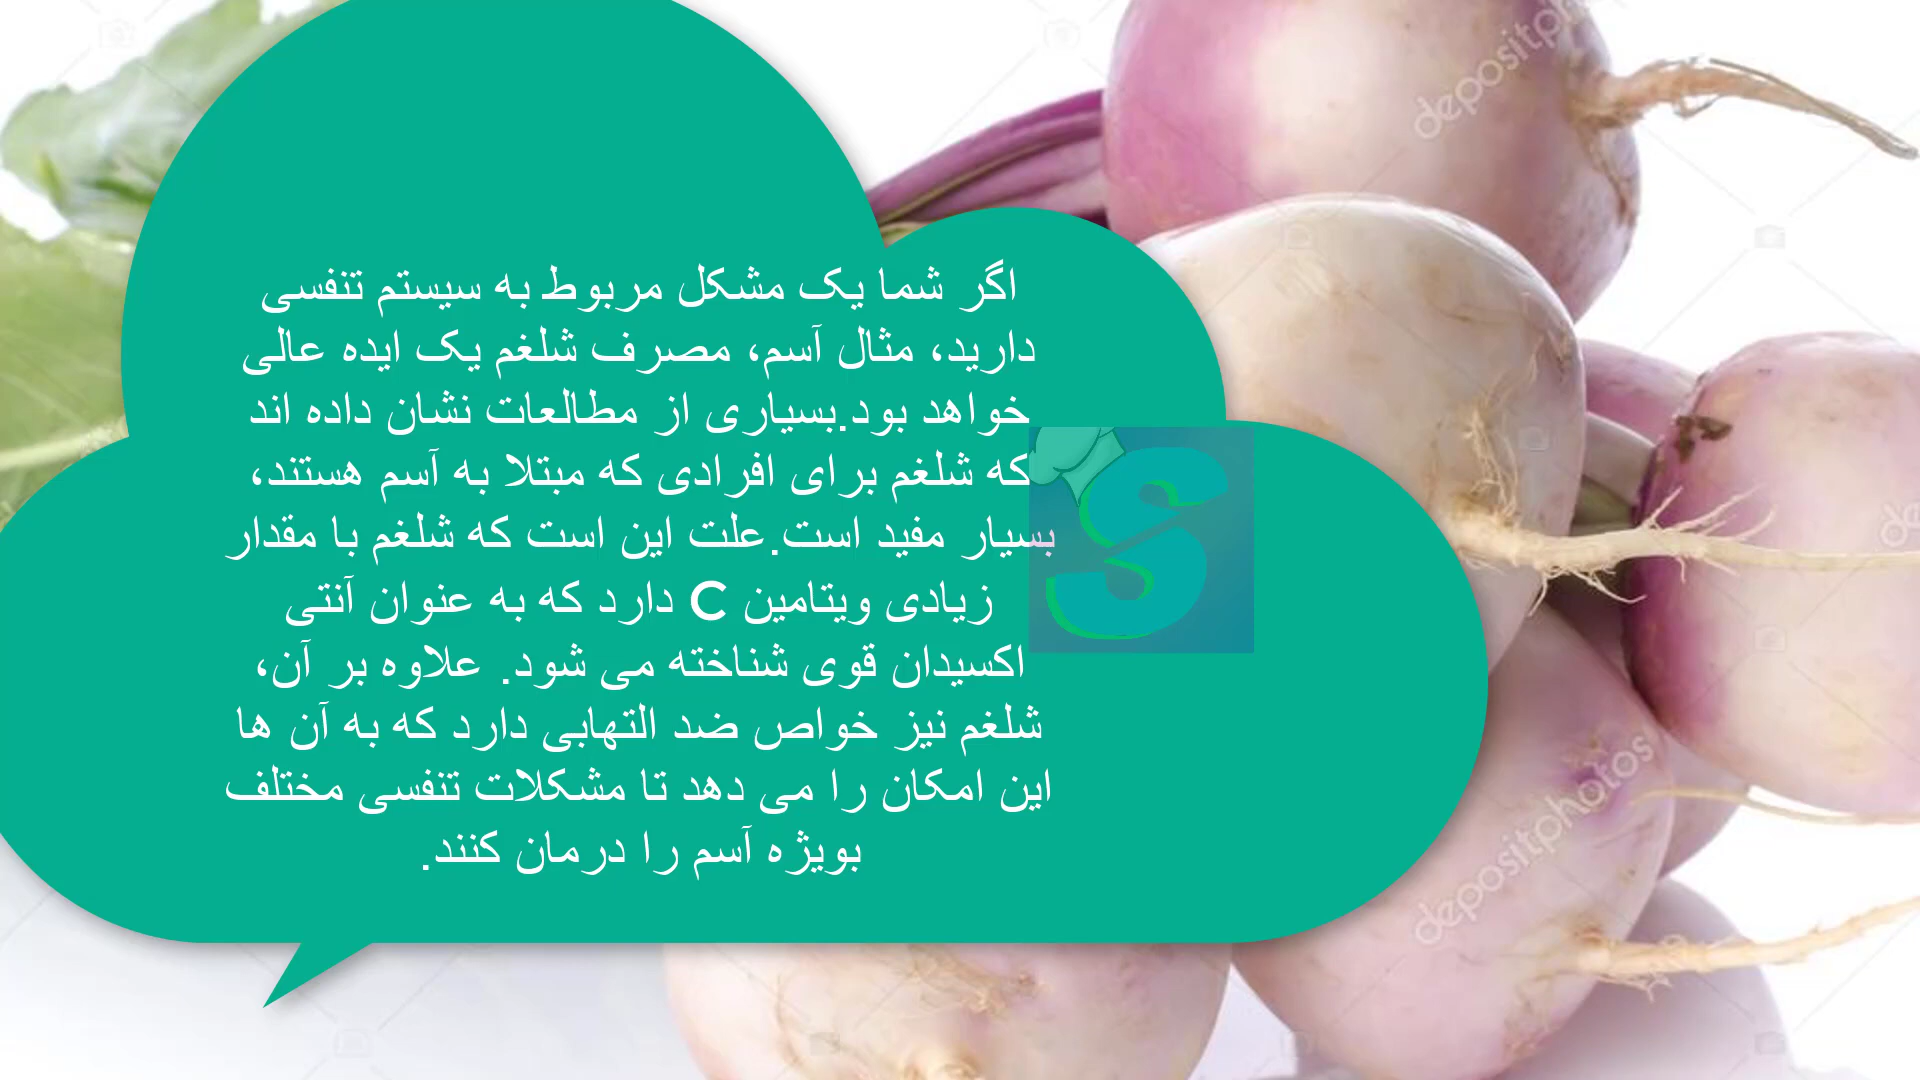 اگر شما یک مشکل مربوط به سیستم تنفسی
دارید، مثال آسم، مصرف شلغم یک ایده عالی
خواهد بود.بسیاری از مطالعات نشان داده اند
که شلغم برای افرادی که مبتلا به آسم هستند،
بسیار مفید است.علت این است که شلغم با مقدار
زیادی ویتامین C دارد که به عنوان آنتی
اکسیدان قوی شناخته می شود. علاوه بر آن،
شلغم نیز خواص ضد التهابی دارد که به آن ها
این امکان را می دهد تا مشکلات تنفسی مختلف
بویژه آسم را درمان کنند.
S
depositph
depositphotos